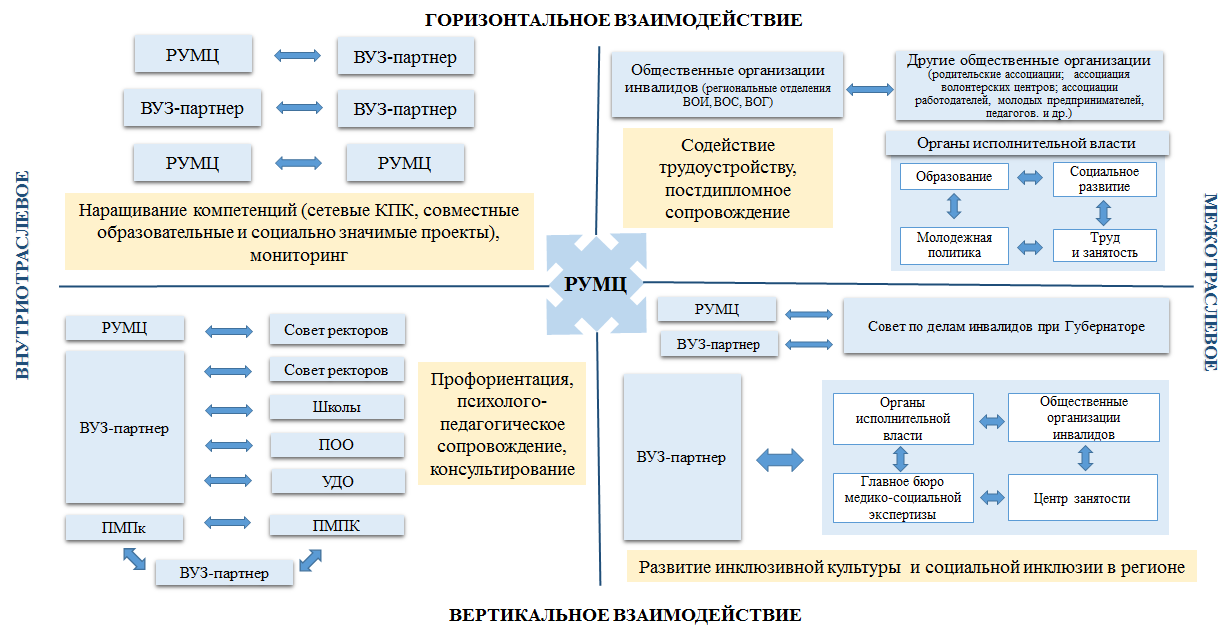 ГОРИЗОНТАЛЬНОЕ ВЗАИМОДЕЙСТВИЕ
РУМЦ
ВУЗ-партнер
ВУЗ-партнер
ВУЗ-партнер
РУМЦ
РУМЦ
Наращивание компетенций (сетевые КПК, совместные
образовательные и социально значимые проекты),
мониторинг
Общественные организации
инвалидов (региональные отделения
ВОИ, ВОС, ВОГ)
Другие общественные организации
(родительские ассоциации; ассоциация
волонтерских центров; ассоциации
работодателей, молодых предпринимателей,
педагогов. и др.)
Содействие
трудоустройству,
постдипломное
сопровождение
Органы исполнительной власти
Образование
Социальное
развитие
Молодежная
политика
Труд
и занятость
ВНУТРИОТРАСЛЕВОЕ
РУМЦ
МЕЖОТРАСЛЕВОЕ
РУМЦ
Совет ректоров
ВУЗ-партнер
Совет ректоров
Школы
ПОО
УДО
ПМПк
ПМПК
ВУЗ-партнер
Профориентация,
психолого-
педагогическое
сопровождение,
консультирование
РУМЦ
ВУЗ-партнер
Совет по делам инвалидов при Губернаторе
ВУЗ-партнер
Органы
исполнительной
власти
Общественные
организации
инвалидов
Главное бюро
медико-социальной
экспертизы
Центр занятости
Развитие инклюзивной культуры и социальной инклюзии в регионе
ВЕРТИКАЛЬНОЕ ВЗАИМОДЕЙСТВИЕ